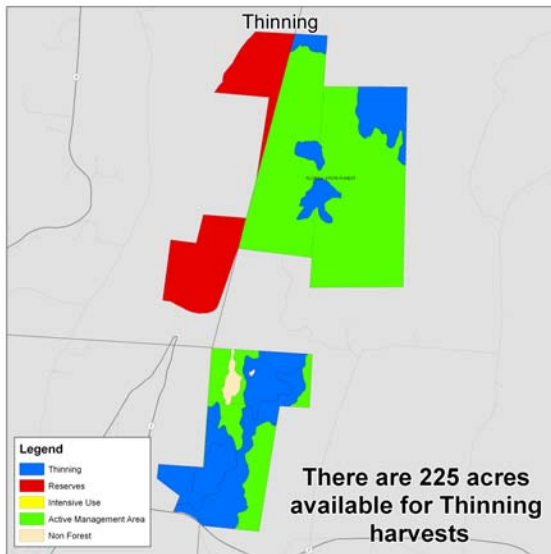 Thinning
Legend
Thinning
Reserves
Intensive Use
Active Management Area
Non Forest
There are 225 acres
available for Thinning
harvests